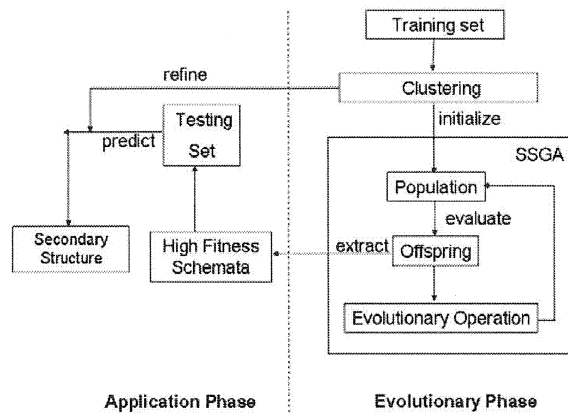 Training set
refine
Clustering
Testing
Set
initialize
predict
SSGA
Population
evaluate
Secondary
Structure
High Fitness
Schemata
extract
Offspring
Evolutionary Operation
Application Phase
Evolutionary Phase